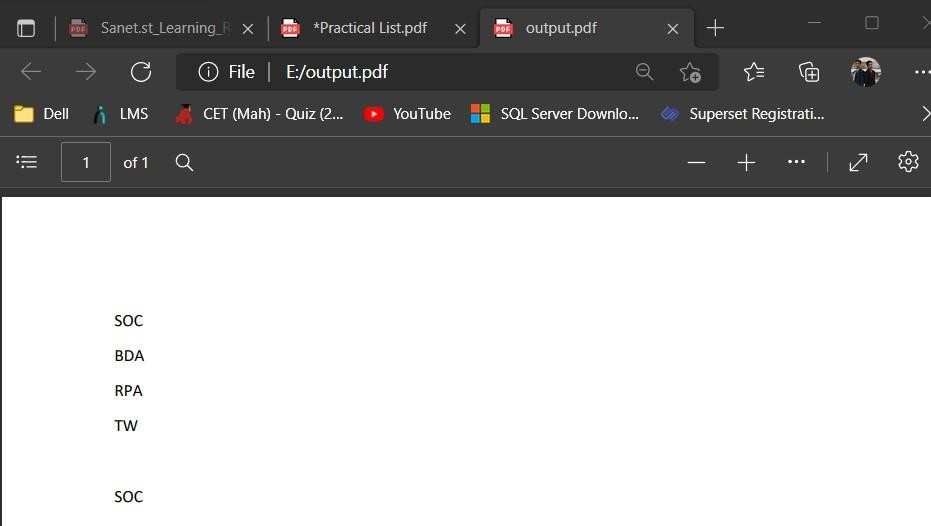 Sanet.st_Learning_R *Practical List.pdf output.pdf
File E:/output.pdf
Dell LMS CET (Mah) - Quiz (2... YouTube SQL Server Downlo... Superset Registrati...
1 of 1
SOC
BDA
RPA
TW
SOC